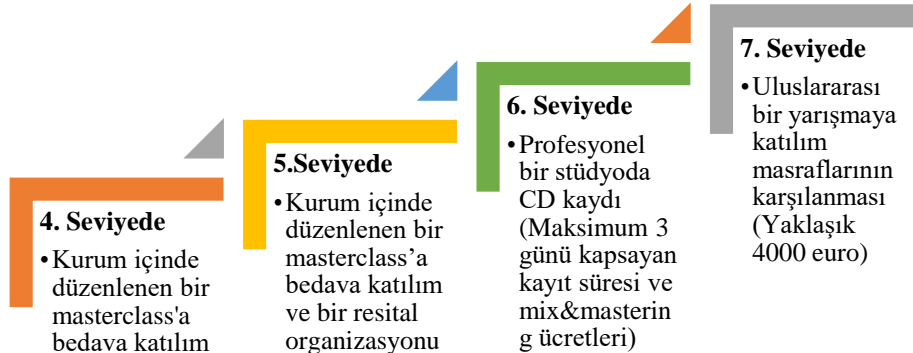 4. Seviyede
•Kurum içinde
düzenlenen bir
masterclass'a
bedava katılım
5.Seviyede
•Kurum içinde
düzenlenen bir
masterclass’a
bedava katılım
ve bir resital
organizasyonu
6. Seviyede
•Profesyonel
bir stüdyoda
CD kaydı
(Maksimum 3
günü kapsayan
kayıt süresi ve
mix&masterin
g ücretleri)
7. Seviyede
•Uluslararası
bir yarışmaya
katılım
masraflarının
karşılanması
(Yaklaşık
4000 euro)